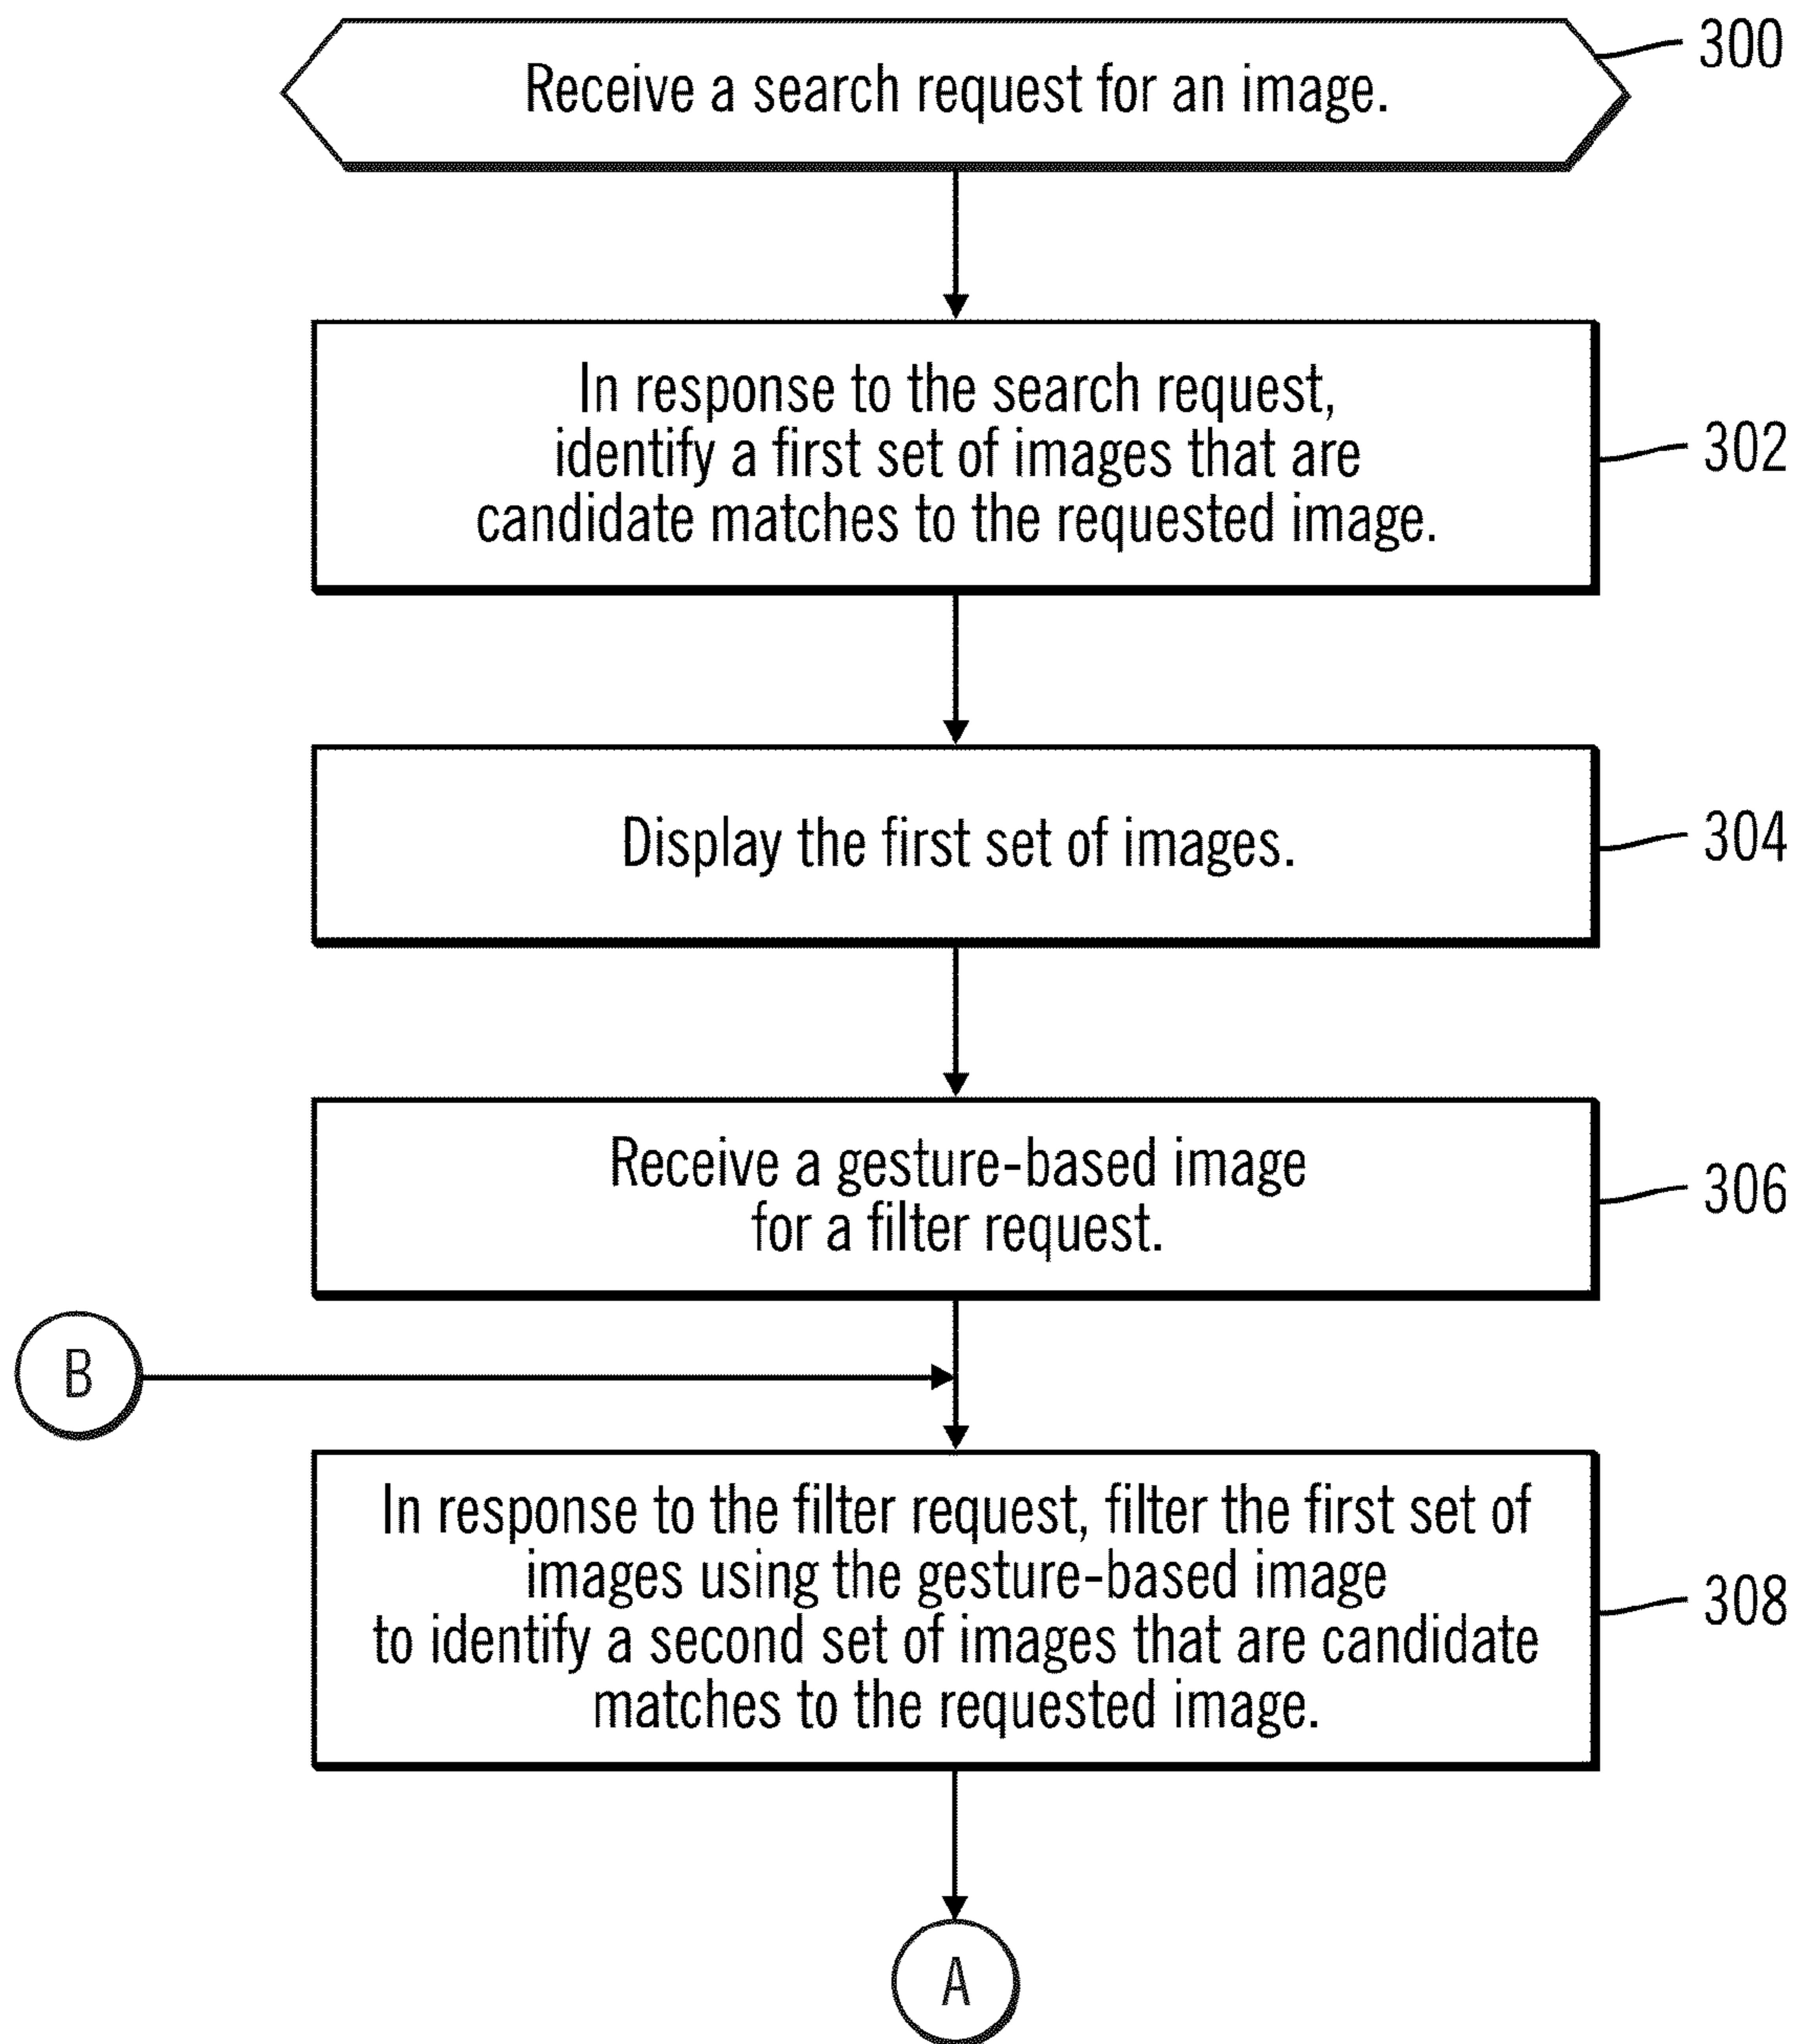 Receive a search request for an image.
300
In response to the search request,
identify a first set of images that are
candidate matches to the requested image.
302
Display the first set of images.
304
Receive a gesture-based image
for a filter request.
306
B
In response to the filter request, filter the first set of
images using the gesture-based image
to identify a second set of images that are candidate
matches to the requested image.
308
A